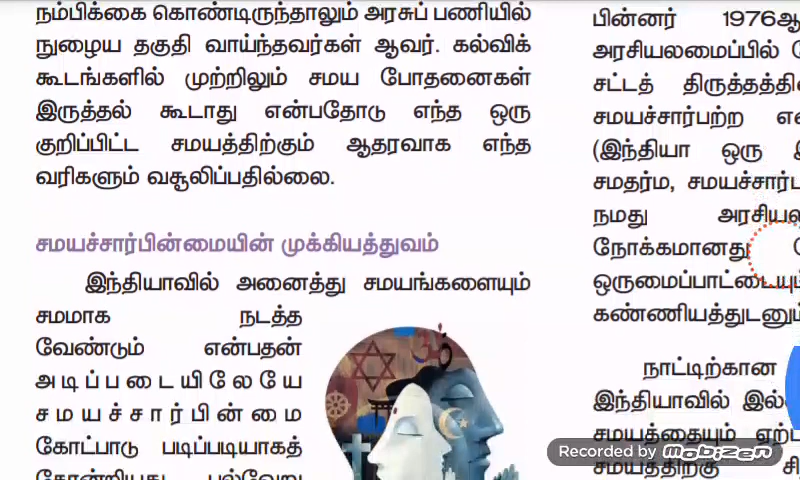 நம்பிக்கை கொண்டிருந்தாலும் அரசுப் பணியில்
நுழைய தகுதி வாய்ந்தவர்கள் ஆவர். கல்விக்
கூடங்களில் முற்றிலும் சமய போதனைகள்
இருத்தல் கூடாது என்பதோடு எந்த ஒரு
குறிப்பிட்ட சமயத்திற்கும் ஆதரவாக எந்த
வரிகளும் வசூலிப்பதில்லை.
சமயச்சார்பின்மையின் முக்கியத்துவம்
இந்தியாவில் அனைத்து சமயங்களையும்
சமமாக நடத்த
வேண்டும் என்பதன்
அடிப்படையிலேயே
சமயச்சார்பின்மை
கோட்பாடு படிப்படியாகத்
தோன்றியது. பல்வேறு
பின்னர் 1976ஆ
அரசியலமைப்பில்
சட்டத் திருத்தத்தி
சமயச்சார்பற்ற
(இந்தியா ஒரு
சமதர்ம, சமயச்சார்ப
நமது அரசியல
நோக்கமானது
ஒருமைப்பாட்டையும்
கண்ணியத்துடனும்
நாட்டிற்கான
இந்தியாவில் இல்
சமயத்தையும் ஏற்ப
சமயத்திற்கு சி
Recorded by mobizen